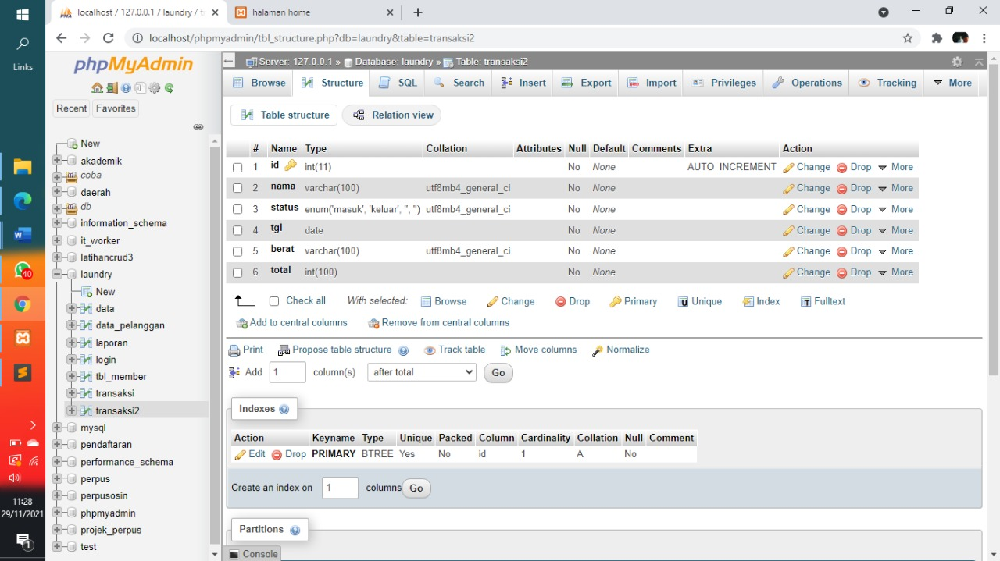 localhost / 127.0.0.1 / laundry / t
halaman home
localhost/phpmyadmin/tbl_structure.php?db=laundry&table=transaksi2
Links
phpMyAdmin
Recent Favorites
New
akademik
coba
daerah
db
information_schema
it_worker
latihancrud3
laundry
New
data
data_pelanggan
laporan
login
tbl_member
transaksi
transaksi2
mysql
pendaftaran
performance_schema
perpus
perpusosin
phpmyadmin
projek_perpus
test
Server: 127.0.0.1 » Database: laundry » Table: transaksi2
Browse Structure SQL Search Insert Export Import Privileges Operations Tracking More
Table structure Relation view
# Name Type Collation Attributes Null Default Comments Extra Action
1 id int(11) No None AUTO_INCREMENT Change Drop More
2 nama varchar(100) utf8mb4_general_ci No None Change Drop More
3 status enum('masuk', 'keluar', '', '') utf8mb4_general_ci No None Change Drop More
4 tgl date No None Change Drop More
5 berat varchar(100) utf8mb4_general_ci No None Change Drop More
6 total int(100) No None Change Drop More
Check all With selected: Browse Change Drop Primary Unique Index Fulltext
Add to central columns Remove from central columns
Print Propose table structure Track table Move columns Normalize
Add 1 column(s) after total Go
Indexes
Action Keyname Type Unique Packed Column Cardinality Collation Null Comment
Edit Drop PRIMARY BTREE Yes No id 1 A No
Create an index on 1 columns Go
Partitions
Console
40
11:28
29/11/2021
1